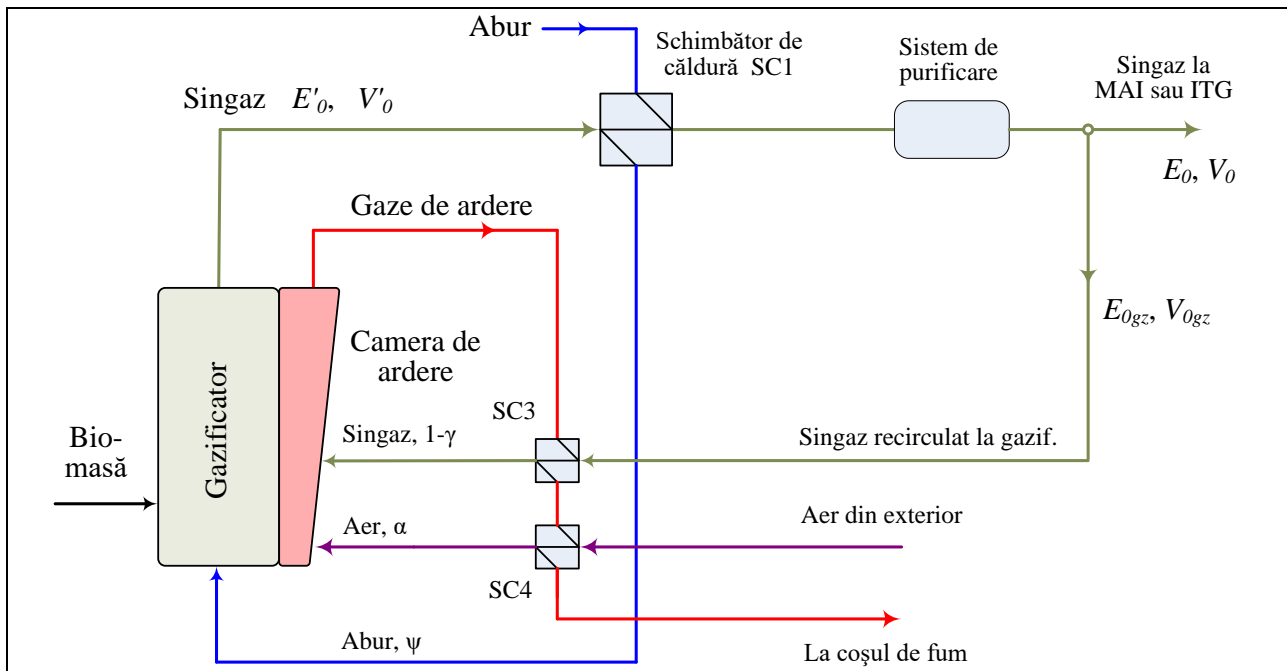 Abur
Schimbător de
căldură SC1
Sistem de
purificare
Singaz la
MAI sau ITG
Singaz E'0, V'0
E0, V0
Gaze de ardere
E0gz, V0gz
Camera de
ardere
Gazificator
SC3
Bio-
masă
Singaz, 1-γ
Singaz recirculat la gazif.
Aer, α
Aer din exterior
SC4
Abur, ψ
La coşul de fum